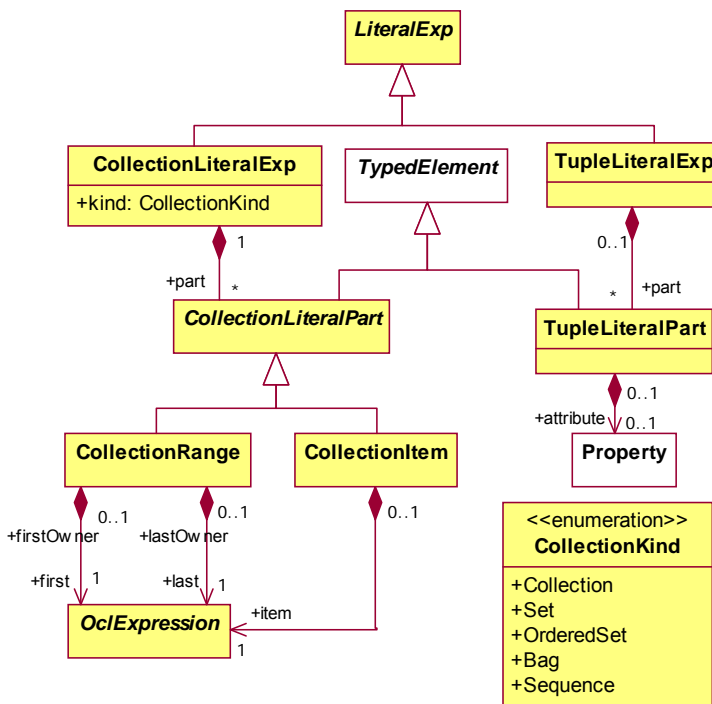 LiteralExp
CollectionLiteralExp
+kind: CollectionKind
TypedElement
TupleLiteralExp
1
+part
*
0..1
*
+part
CollectionLiteralPart
TupleLiteralPart
0..1
+attribute
0..1
CollectionRange
CollectionItem
Property
0..1
0..1
0..1
+firstOwner
+lastOwner
+first
1
+last
1
OclExpression
+item
1
<<enumeration>>
CollectionKind
+Collection
+Set
+OrderedSet
+Bag
+Sequence